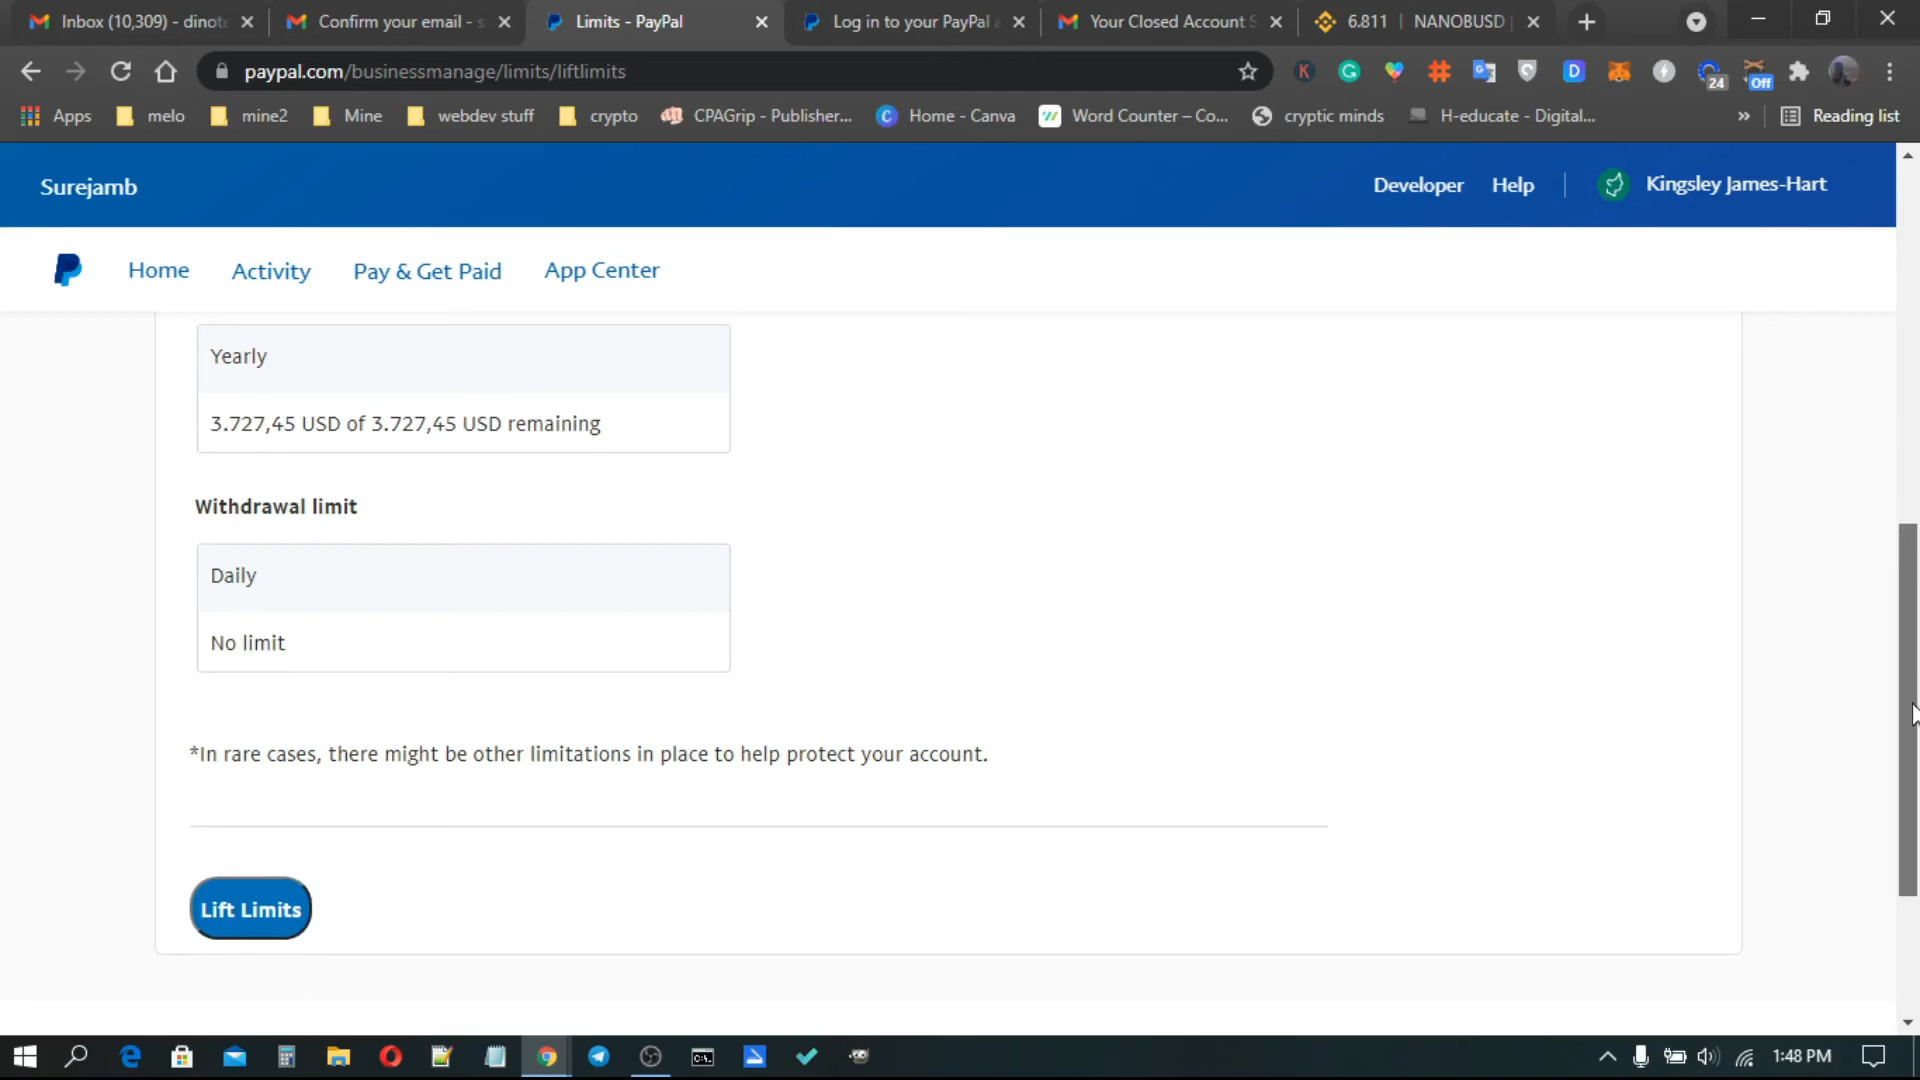 Inbox (10,309) - dinote
Confirm your email - s
Limits - PayPal
Log in to your PayPal a
Your Closed Account S
6.811 | NANOBUSD |
paypal.com/businessmanage/limits/liftlimits
24
Off
Apps
melo
mine2
Mine
webdev stuff
crypto
CPAGrip - Publisher...
Home - Canva
Word Counter – Co...
cryptic minds
H-educate - Digital...
»
Reading list
Surejamb
Developer
Help
Kingsley James-Hart
Home
Activity
Pay & Get Paid
App Center
Yearly
3.727,45 USD of 3.727,45 USD remaining
Withdrawal limit
Daily
No limit
*In rare cases, there might be other limitations in place to help protect your account.
Lift Limits
1:48 PM